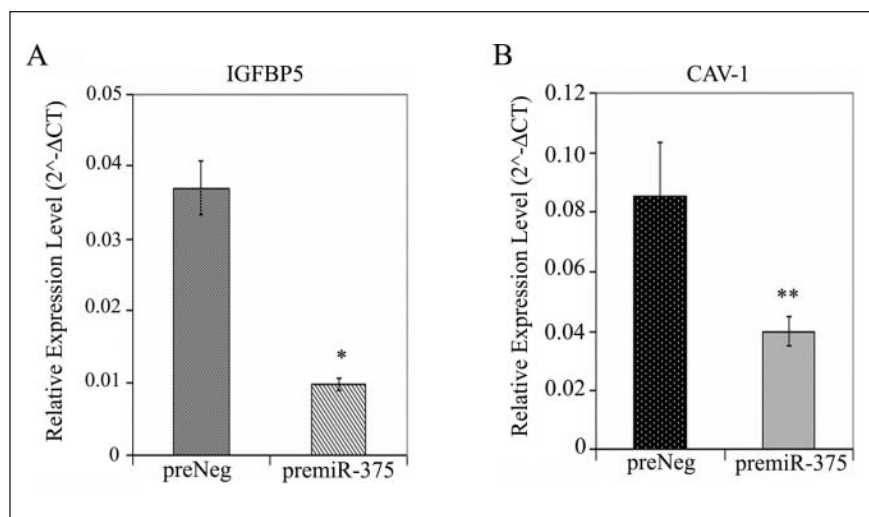 A
IGFBP5
Relative Expression Level (2^-ΔCT)
0.05
0.04
0.03
0.02
0.01
0
*
preNeg
premiR-375
B
CAV-1
Relative Expression Level (2^-ΔCT)
0.12
0.10
0.08
0.06
0.04
0.02
0
**
preNeg
premiR-375